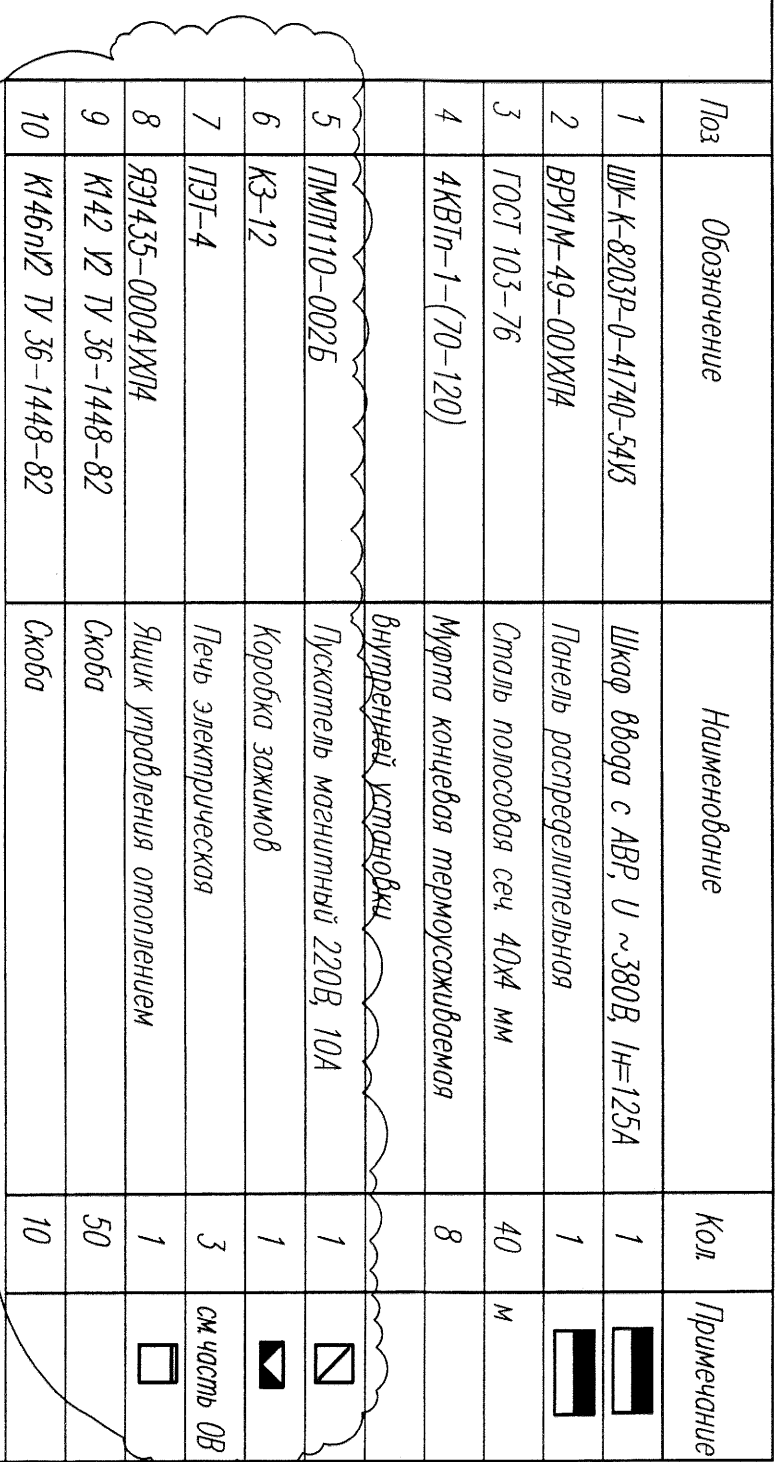 Поз. Обозначение Наименование Кол. Примечание
1 ШУ-К-8203Р-0-41740-54У3 Шкаф ввода с АВР, U ~380В, Iн=125А 1
2 ВРУ1М-49-00УХЛ4 Панель распределительная 1
3 ГОСТ 103-76 Сталь полосовая сеч. 40х4 мм 40 м
4 4КВТп-1-(70-120) Муфта концевая термоусаживаемая 8
внутренней установки
5 ПМЛ1110-002Б Пускатель магнитный 220В, 10А 1
6 КЗ-12 Коробка зажимов 1
7 ПЭТ-4 Печь электрическая 3 см.часть ОВ
8 ЯЭ1435-0004УХЛ4 Ящик управления отоплением 1
9 К142 У2 ТУ 36-1448-82 Скоба 50
10 К146пУ2 ТУ 36-1448-82 Скоба 10